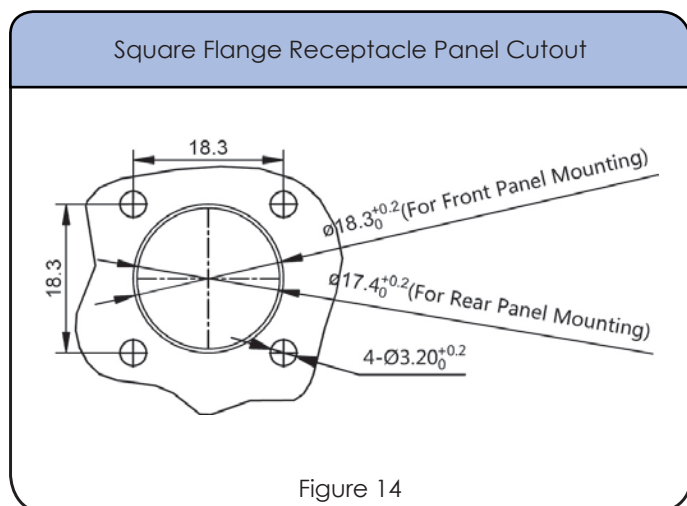 Square Flange Receptacle Panel Cutout
18.3
ø18.3 +0.2 0 (For Front Panel Mounting)
18.3
ø17.4 +0.2 0 (For Rear Panel Mounting)
4-Ø3.20 +0.2 0
Figure 14